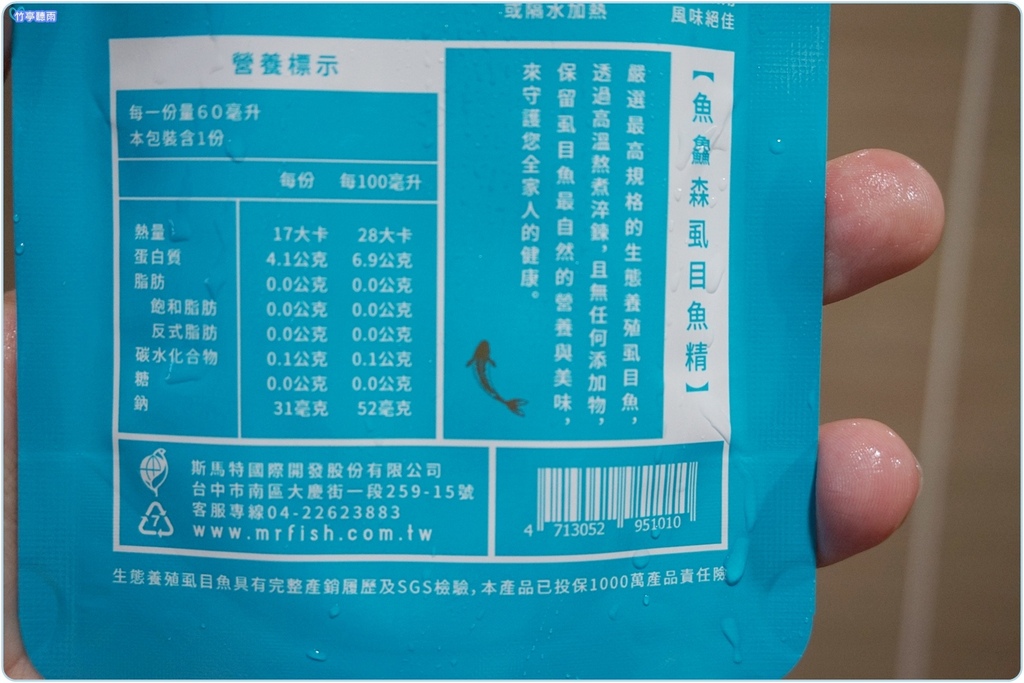 竹亭聽雨
或隔水加熱
風味絕佳
【魚鱻森虱目魚精】
嚴選最高規格的生態養殖虱目魚，
透過高溫熬煮淬鍊，且無任何添加物，
保留虱目魚最自然的營養與美味，
來守護您全家人的健康。
營養標示
每一份量60毫升
本包裝含1份
每份 每100毫升
熱量 17大卡 28大卡
蛋白質 4.1公克 6.9公克
脂肪 0.0公克 0.0公克
飽和脂肪 0.0公克 0.0公克
反式脂肪 0.0公克 0.0公克
碳水化合物 0.1公克 0.1公克
糖 0.0公克 0.0公克
鈉 31毫克 52毫克
斯馬特國際開發股份有限公司
台中市南區大慶街一段259-15號
客服專線04-22623883
www.mrfish.com.tw
7
4 713052 951010
生態養殖虱目魚具有完整產銷履歷及SGS檢驗，本產品已投保1000萬產品責任險